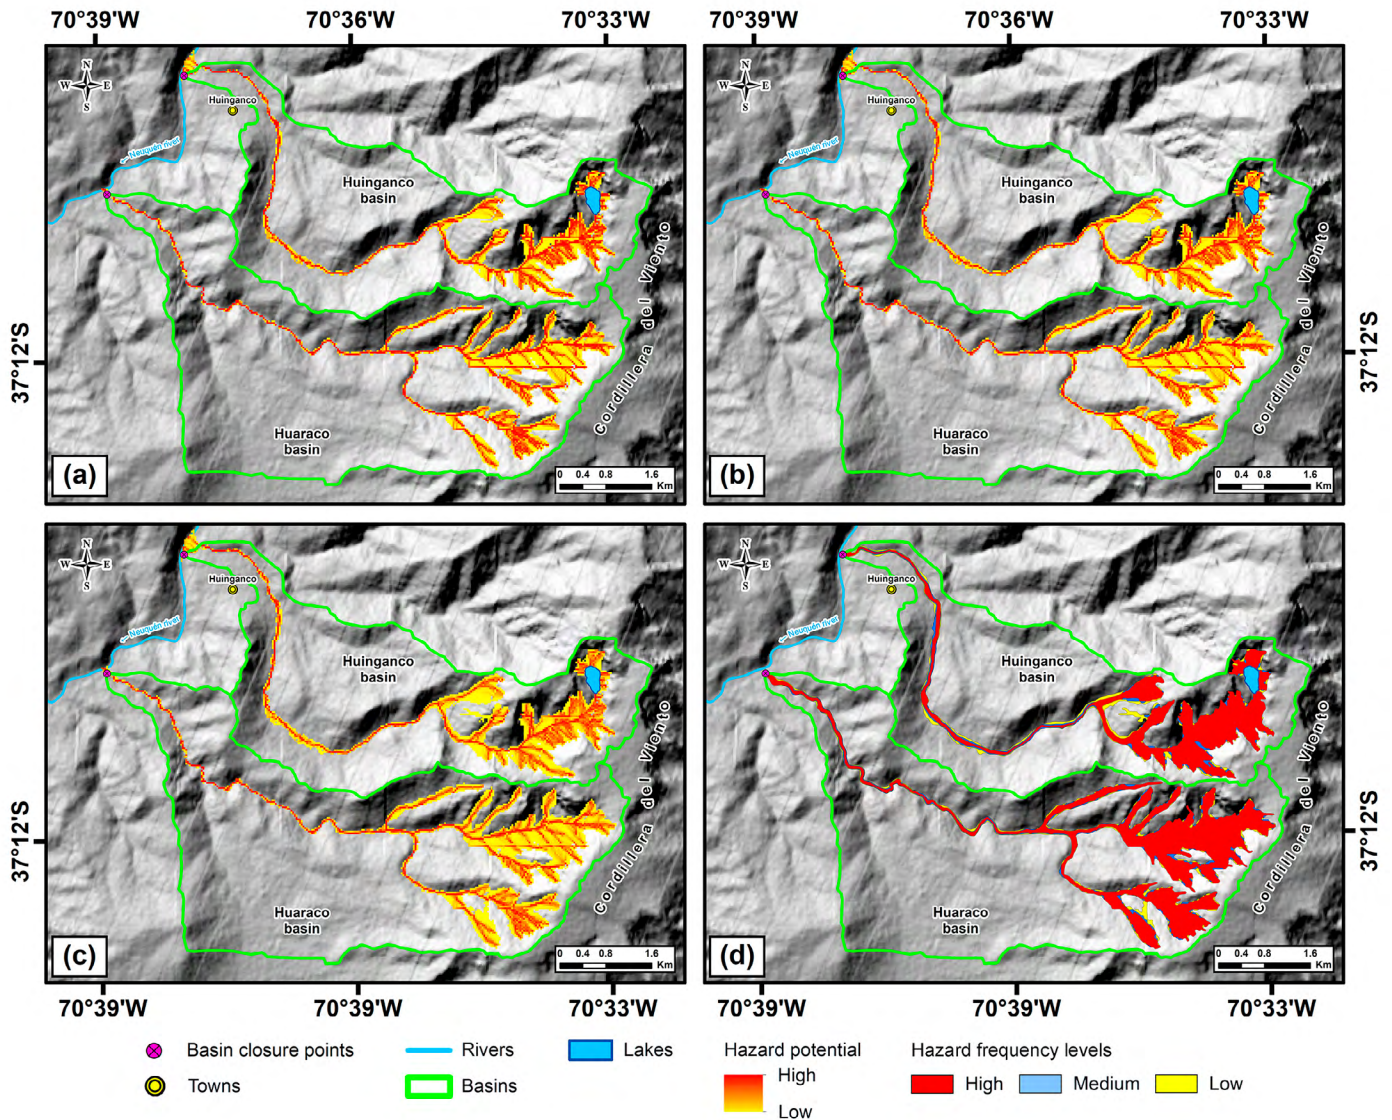 70°39'W 70°36'W 70°33'W 70°39'W 70°36'W 70°33'W
N
W E
S
Huinganco
← Neuquén river
Huinganco
basin
Cordillera del Viento
37°12'S
Huaraco
basin
(a)
0 0.4 0.8 1.6
Km
N
W E
S
Huinganco
← Neuquén river
Huinganco
basin
Cordillera del Viento
37°12'S
Huaraco
basin
(b)
0 0.4 0.8 1.6
Km
N
W E
S
Huinganco
← Neuquén river
Huinganco
basin
Cordillera del Viento
37°12'S
Huaraco
basin
(c)
0 0.4 0.8 1.6
Km
N
W E
S
Huinganco
← Neuquén river
Huinganco
basin
Cordillera del Viento
37°12'S
Huaraco
basin
(d)
0 0.4 0.8 1.6
Km
70°39'W 70°39'W 70°33'W 70°39'W 70°39'W 70°33'W
Basin closure points
Rivers
Lakes
Towns
Basins
Hazard potential
High
Low
Hazard frequency levels
High Medium Low